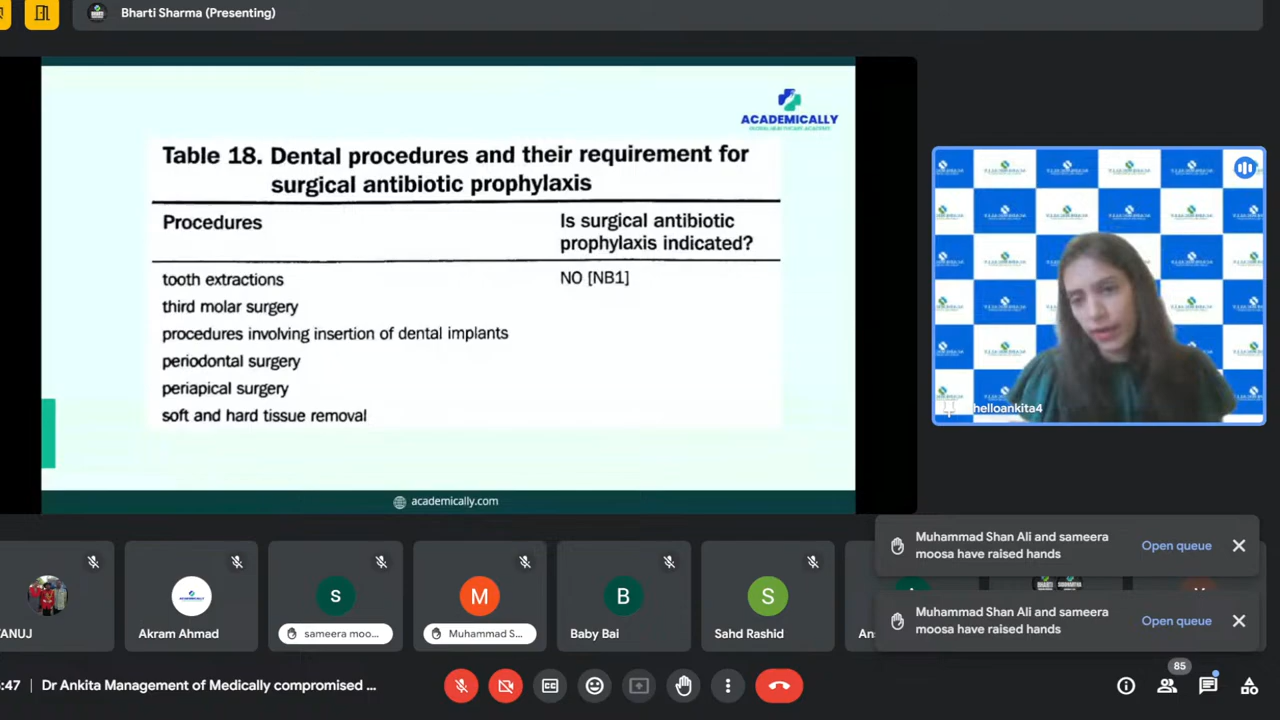 Bharti Sharma (Presenting)
ACADEMICALLY
Table 18. Dental procedures and their requirement for
surgical antibiotic prophylaxis
Procedures
Is surgical antibiotic
prophylaxis indicated?
tooth extractions
NO [NB1]
third molar surgery
procedures involving insertion of dental implants
periodontal surgery
periapical surgery
soft and hard tissue removal
academically.com
helloankita4
Muhammad Shan Ali and sameera
moosa have raised hands
Open queue
Muhammad Shan Ali and sameera
moosa have raised hands
Open queue
s
M
B
S
ANUJ
Akram Ahmad
sameera moo...
Muhammad S...
Baby Bai
Sahd Rashid
An
85
:47 | Dr Ankita Management of Medically compromised ...